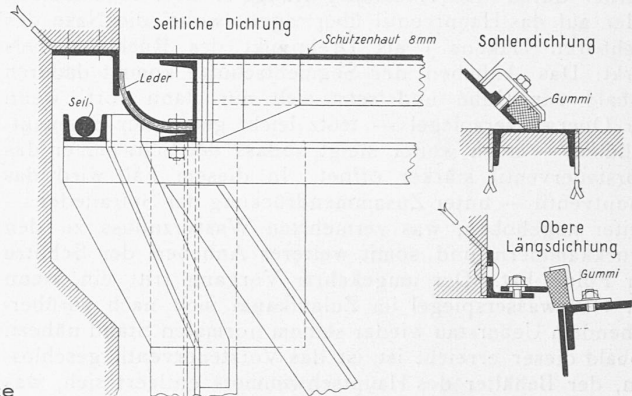 Seitliche Dichtung
Schützenhaut 8mm
Leder
Seil
Sohlendichtung
Gummi
Obere
Längsdichtung
Gummi